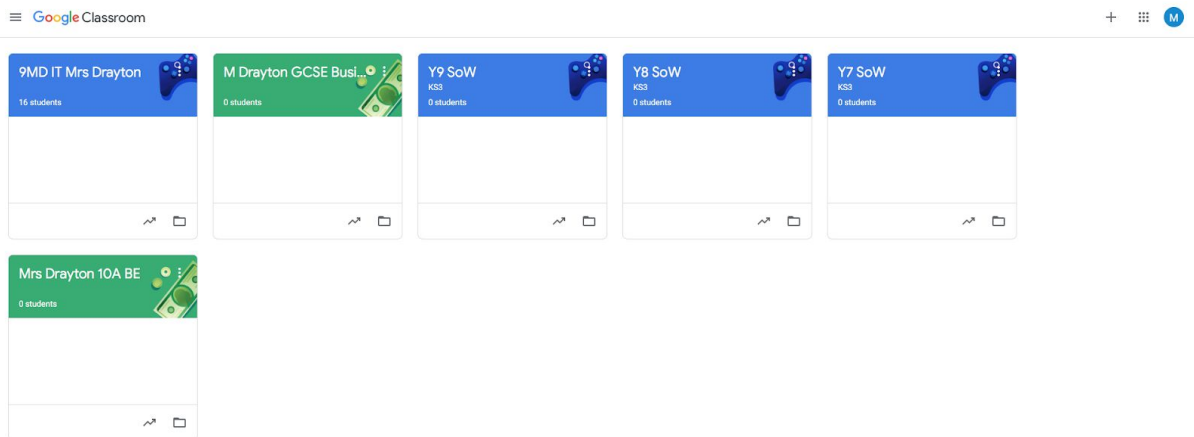 Google Classroom
M
9MD IT Mrs Drayton
16 students
M Drayton GCSE Busi...
0 students
Y9 SoW
KS3
0 students
Y8 SoW
KS3
0 students
Y7 SoW
KS3
0 students
Mrs Drayton 10A BE
0 students